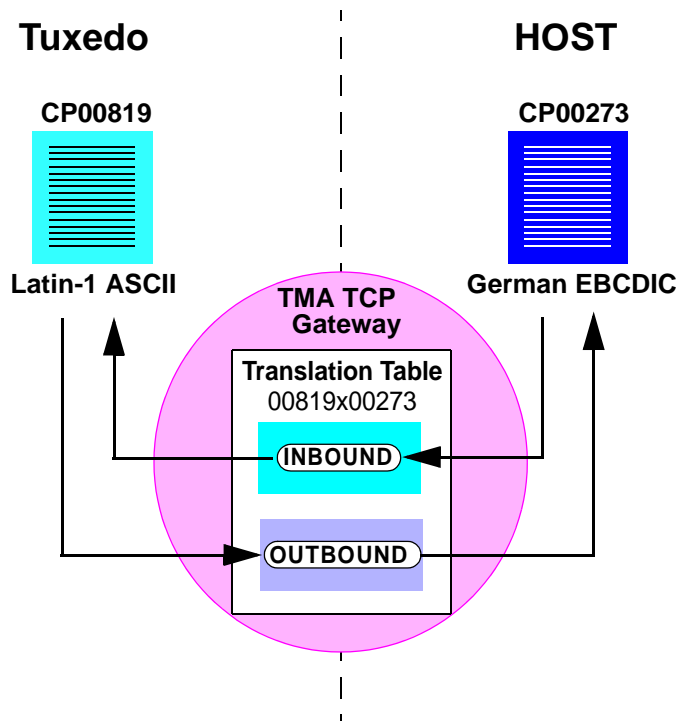 Tuxedo
HOST
CP00819
CP00273
Latin-1 ASCII
German EBCDIC
TMA TCP
Gateway
Translation Table
00819x00273
INBOUND
OUTBOUND